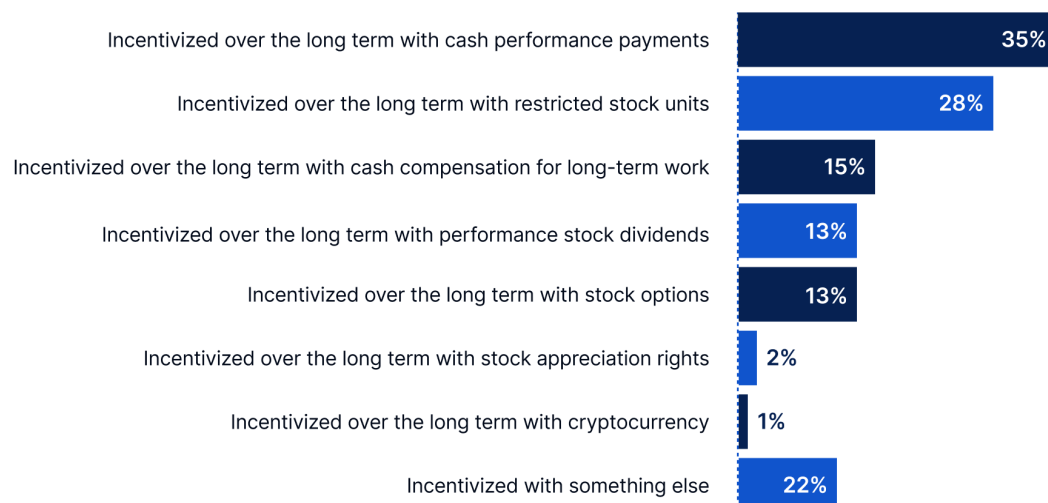 Incentivized over the long term with cash performance payments 35%
Incentivized over the long term with restricted stock units 28%
Incentivized over the long term with cash compensation for long-term work 15%
Incentivized over the long term with performance stock dividends 13%
Incentivized over the long term with stock options 13%
Incentivized over the long term with stock appreciation rights 2%
Incentivized over the long term with cryptocurrency 1%
Incentivized with something else 22%